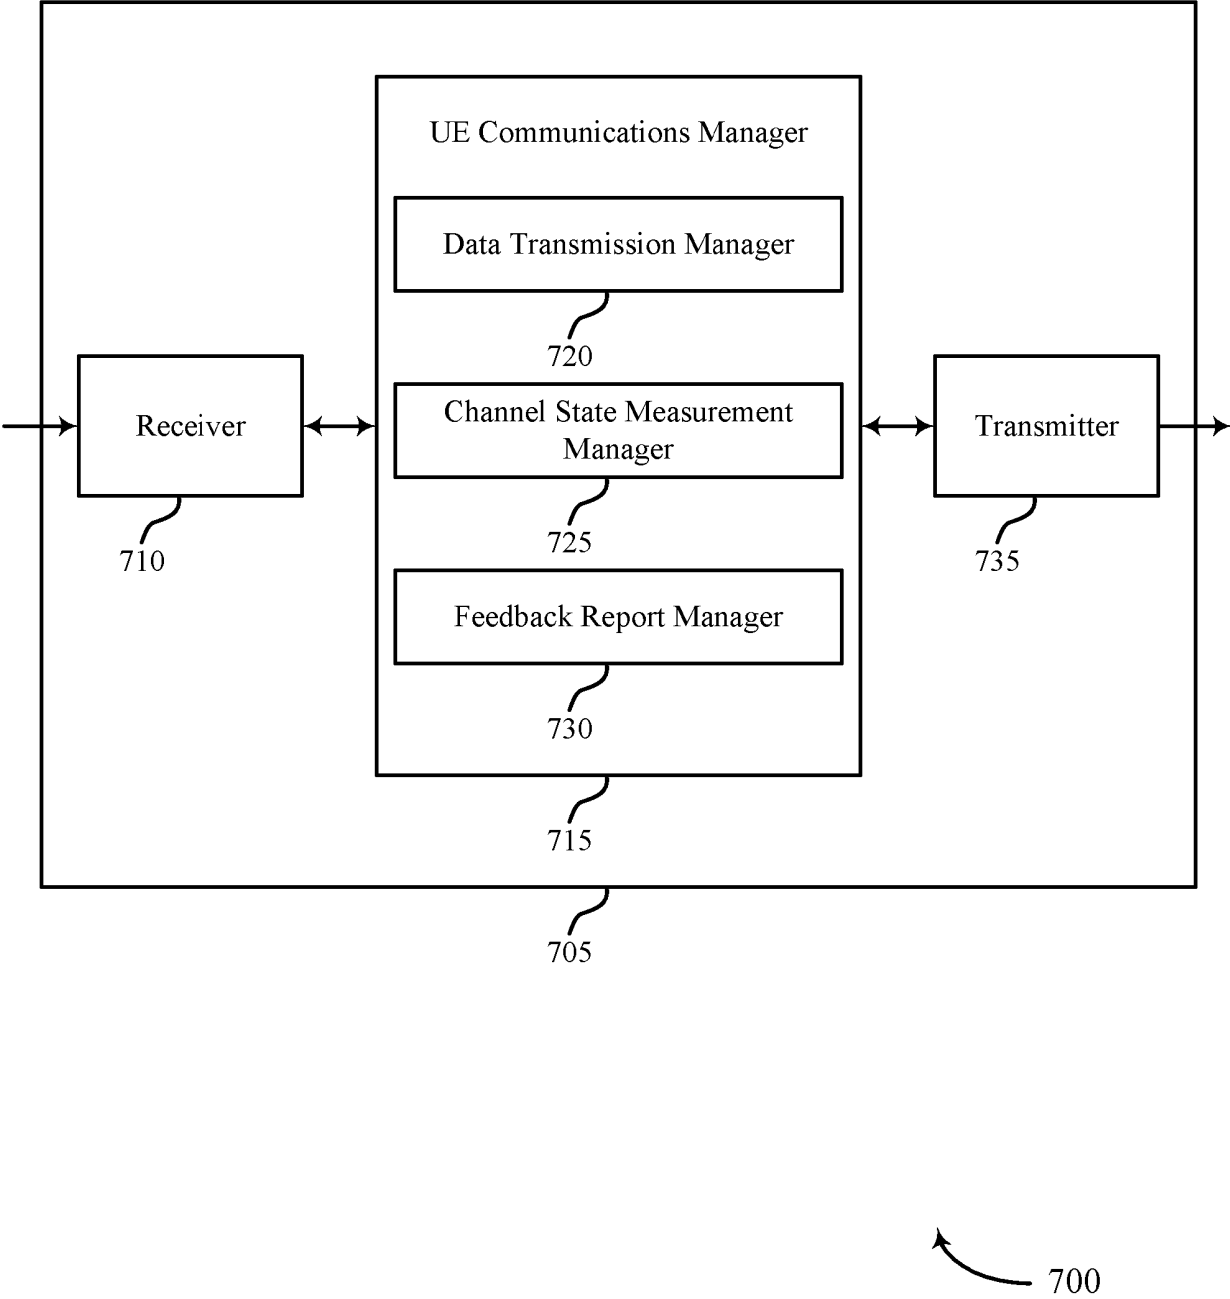 UE Communications Manager
Data Transmission Manager
720
Receiver
710
Channel State Measurement
Manager
725
Transmitter
735
Feedback Report Manager
730
715
705
700